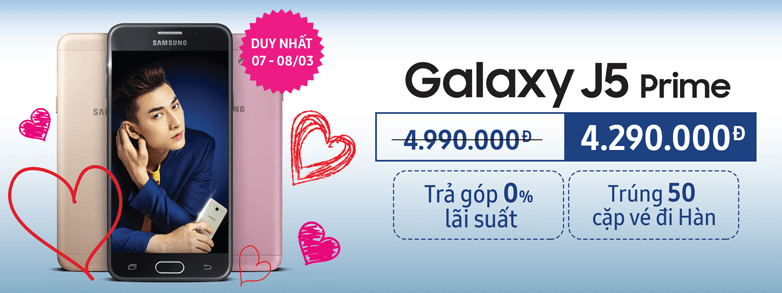 SAMSUNG
DUY NHẤT
07 - 08/03
Galaxy J5 Prime
4.990.000Đ
4.290.000Đ
Trả góp 0%
lãi suất
Trúng 50
cặp vé đi Hàn